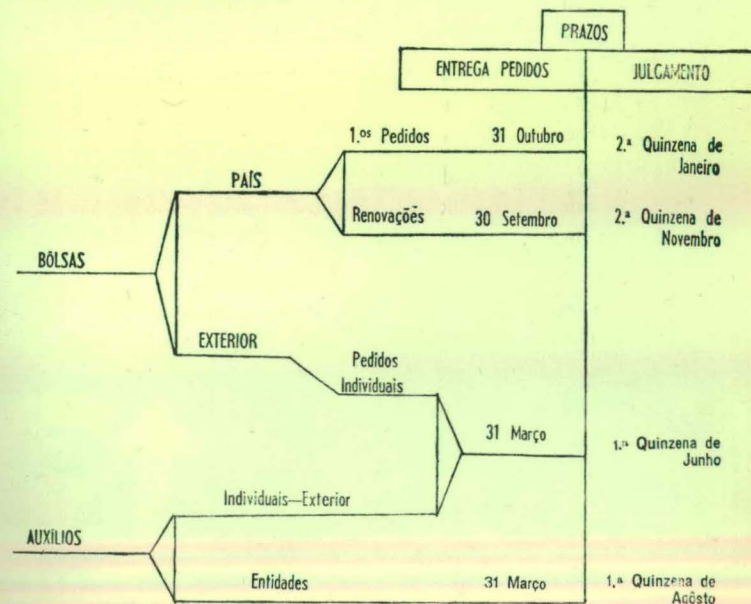 PRAZOS
ENTREGA PEDIDOS JULGAMENTO
1.os Pedidos 31 Outubro 2.ª Quinzena de
Janeiro
PAÍS
Renovações 30 Setembro 2.ª Quinzena de
Novembro
BÔLSAS
EXTERIOR
Pedidos
Individuais
31 Março 1.ª Quinzena de
Junho
Individuais—Exterior
AUXÍLIOS
Entidades 31 Março 1.ª Quinzena de
Agôsto